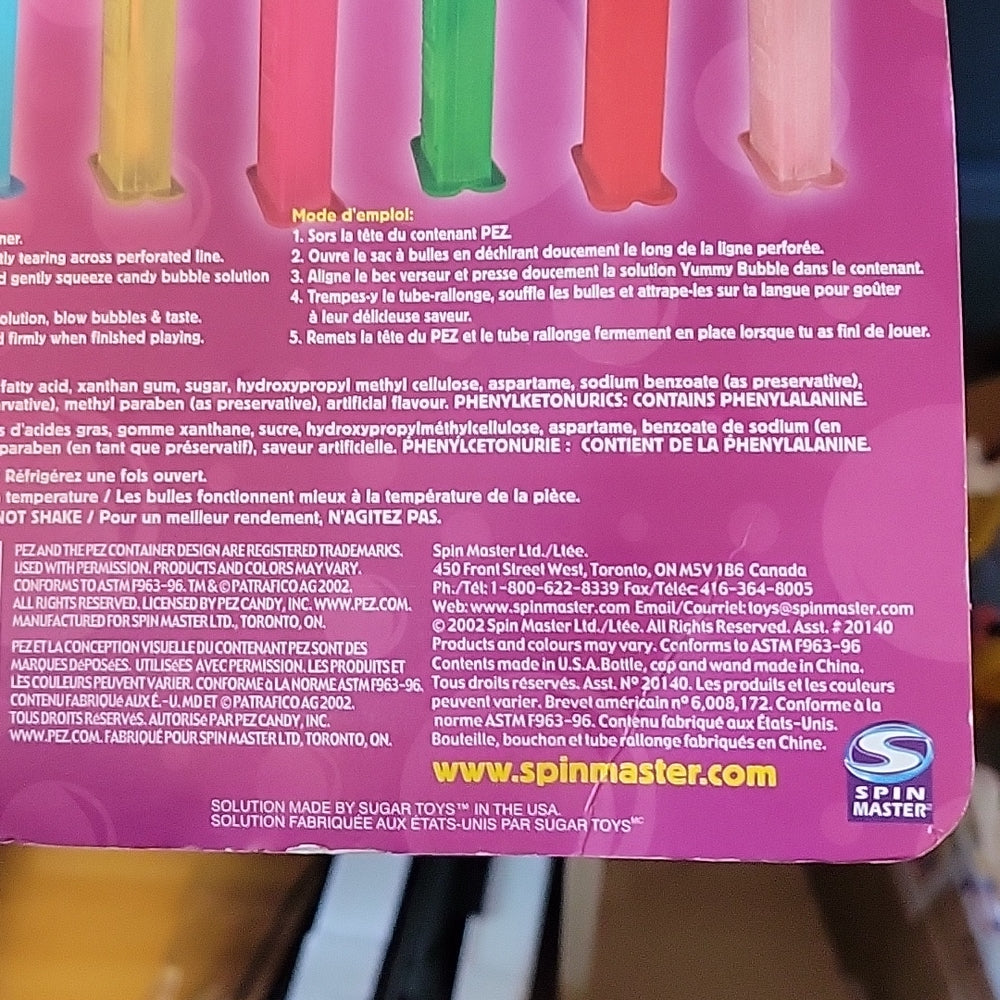 Mode d'emploi:
1. Sors la tête du contenant PEZ.
2. Ouvre le sac à bulles en déchirant doucement le long de la ligne perforée.
3. Aligne le bec verseur et presse doucement la solution Yummy Bubble dans le contenant.
4. Trempes-y le tube-rallonge, souffle les bulles et attrape-les sur ta langue pour goûter
à leur délicieuse saveur.
5. Remets la tête du PEZ et le tube rallonge fermement en place lorsque tu as fini de jouer.
tearing across perforated line.
gently squeeze candy bubble solution
blow bubbles & taste.
firmly when finished playing.
fatty acid, xanthan gum, sugar, hydroxypropyl methyl cellulose, aspartame, sodium benzoate (as preservative),
methyl paraben (as preservative), artificial flavour. PHENYLKETONURICS: CONTAINS PHENYLALANINE.
d'acides gras, gomme xanthane, sucre, hydroxypropylméthylcellulose, aspartame, benzoate de sodium (en
paraben (en tant que préservatif), saveur artificielle. PHENYLCETONURIE : CONTIENT DE LA PHENYLALANINE.
Réfrigérez une fois ouvert.
temperature / Les bulles fonctionnent mieux à la température de la pièce.
NOT SHAKE / Pour un meilleur rendement, N'AGITEZ PAS.
PEZ AND THE PEZ CONTAINER DESIGN ARE REGISTERED TRADEMARKS.
USED WITH PERMISSION. PRODUCTS AND COLORS MAY VARY.
CONFORMS TO ASTM F963-96. TM & © PATRAFICO AG 2002.
ALL RIGHTS RESERVED. LICENSED BY PEZ CANDY, INC. WWW.PEZ.COM.
MANUFACTURED FOR SPIN MASTER LTD., TORONTO, ON.
PEZ ET LA CONCEPTION VISUELLE DU CONTENANT PEZ SONT DES
MARQUES DéPOSéES. UTILISéES AVEC PERMISSION. LES PRODUITS ET
LES COULEURS PEUVENT VARIER. CONFORME à LA NORME ASTM F963-96.
CONTENU FABRIQUé AUX É.-U. MD ET © PATRAFICO AG 2002.
TOUS DROITS RéSERVéS. AUTORISé PAR PEZ CANDY, INC.
WWW.PEZ.COM. FABRIQUÉ POUR SPIN MASTER LTD, TORONTO, ON.
Spin Master Ltd./Ltée.
450 Front Street West, Toronto, ON M5V 1B6 Canada
Ph./Tél: 1-800-622-8339 Fax/Téléc 416-364-8005
Web: www.spinmaster.com Email/Courriel: toys@spinmaster.com
© 2002 Spin Master Ltd./Ltée. All Rights Reserved. Asst. # 20140
Products and colours may vary. Conforms to ASTM F963-96
Contents made in U.S.A. Bottle, cap and wand made in China.
Tous droits réservés. Asst. Nº 20140. Les produits et les couleurs
peuvent varier. Brevet américain nº 6,008,172. Conforme à la
norme ASTM F963-96. Contenu fabriqué aux États-Unis.
Bouteille, bouchon et tube rallonge fabriqués en Chine.
www.spinmaster.com
SPIN
MASTER™
SOLUTION MADE BY SUGAR TOYS™ IN THE USA.
SOLUTION FABRIQUÉE AUX ÉTATS-UNIS PAR SUGAR TOYS MC